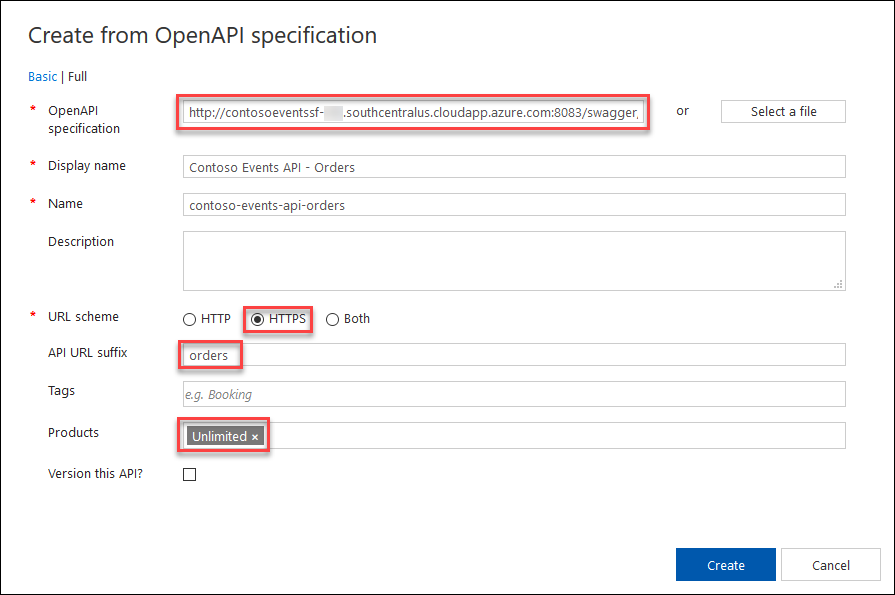 Create from OpenAPI specification
Basic | Full
* OpenAPI specification
http://contosoeventssf- .southcentralus.cloudapp.azure.com:8083/swagger,
or
Select a file
* Display name
Contoso Events API - Orders
* Name
contoso-events-api-orders
Description
* URL scheme
HTTP HTTPS Both
API URL suffix
orders
Tags
e.g. Booking
Products
Unlimited ×
Version this API?
Create
Cancel